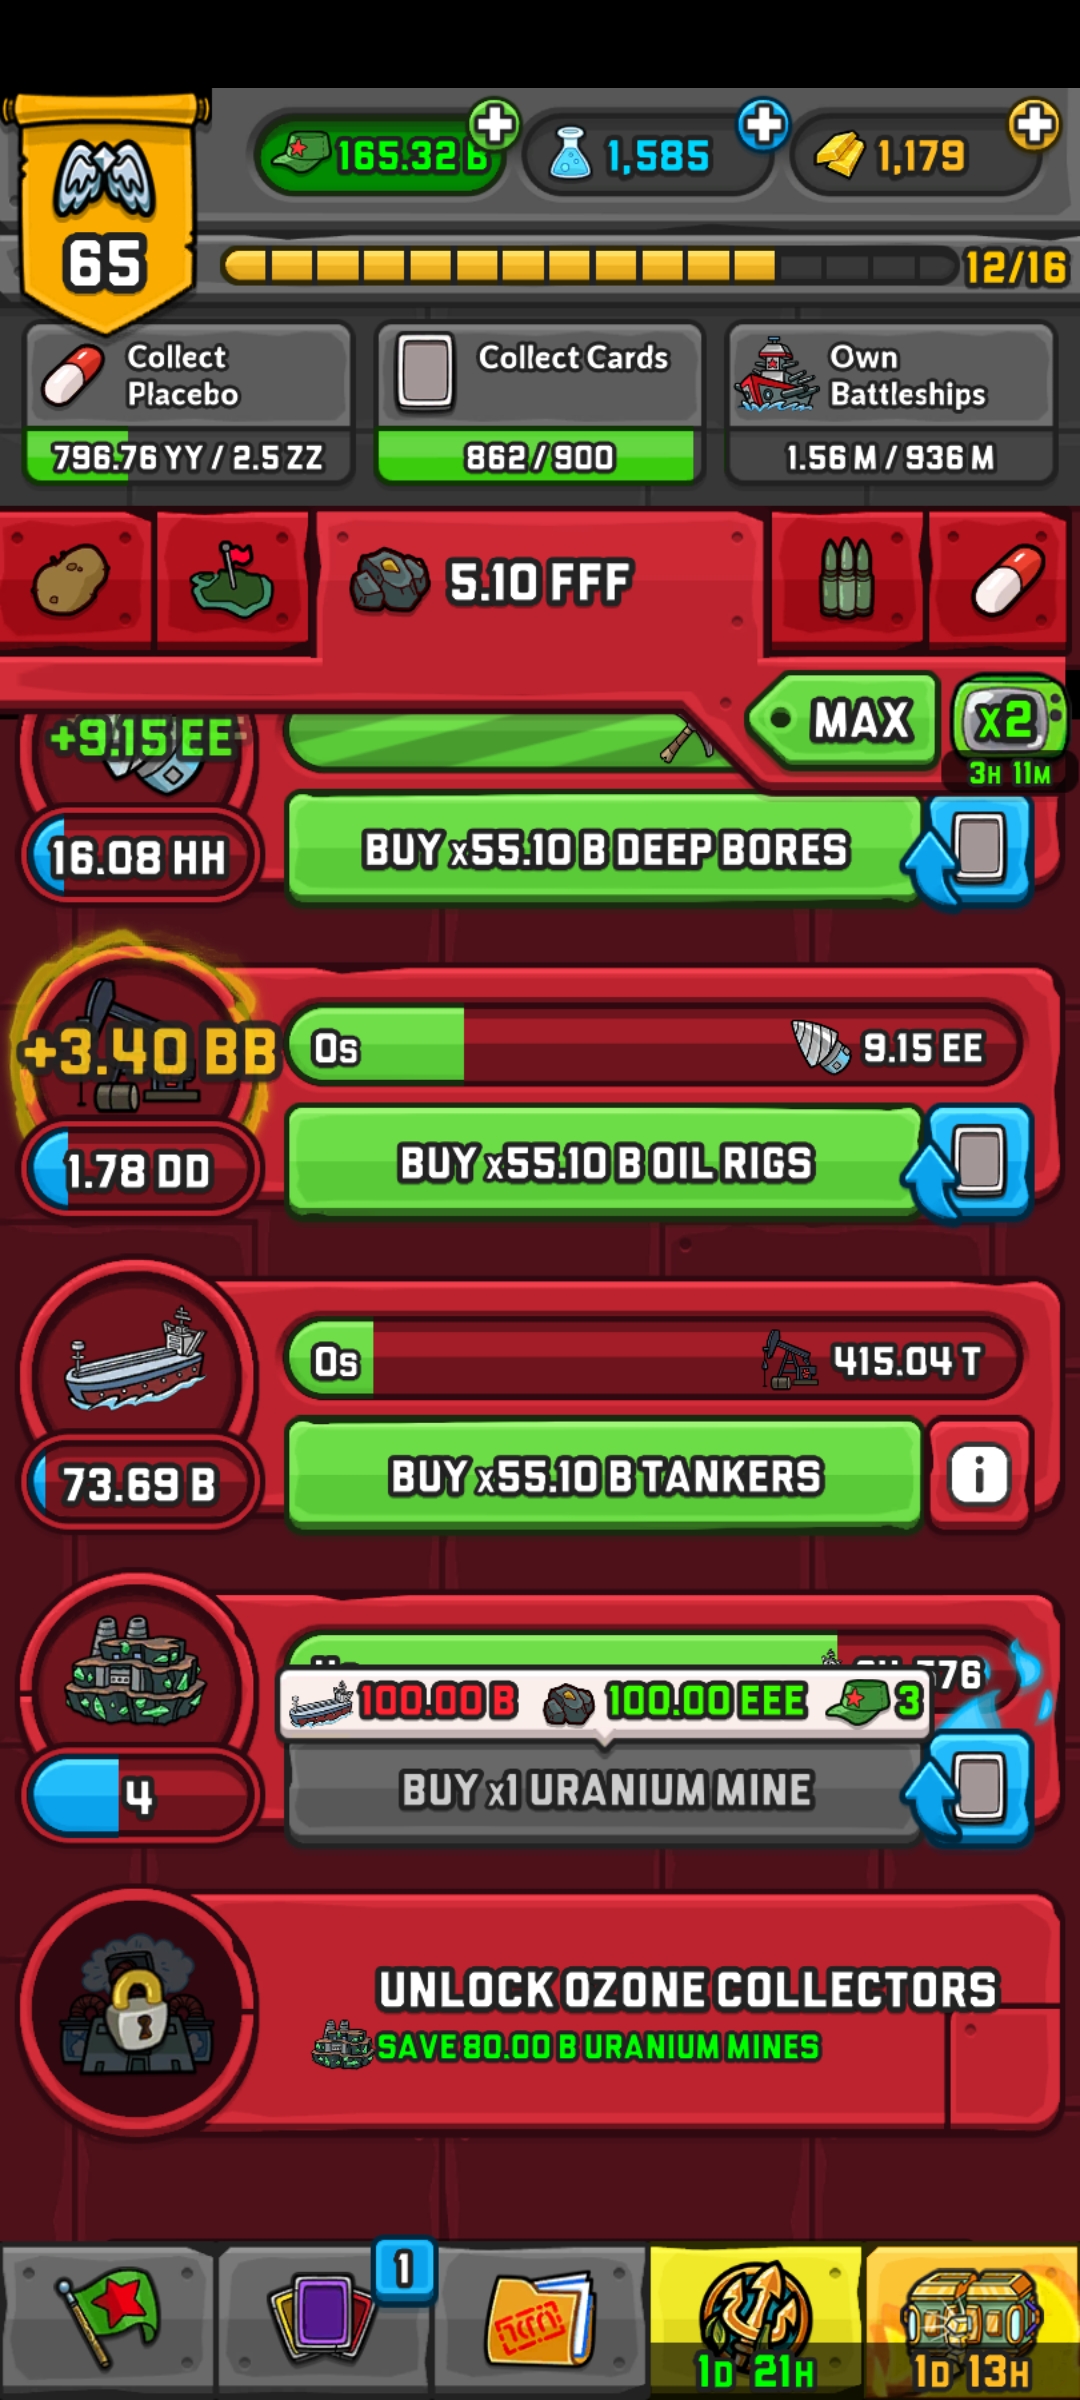 165.32 B
1,585
1,179
65
12/16
Collect
Placebo
796.76 YY / 2.5 ZZ
Collect Cards
862/900
Own
Battleships
1.56 M / 936 M
5.10 FFF
MAX
x2
3H 11M
+9.15 EE
16.08 HH
BUY x55.10 B DEEP BORES
+3.40 BB
0s
9.15 EE
1.78 DD
BUY x55.10 B OIL RIGS
0s
415.04 T
73.69 B
BUY x55.10 B TANKERS
i
100.00 B
100.00 EEE
3
4
BUY x1 URANIUM MINE
UNLOCK OZONE COLLECTORS
SAVE 80.00 B URANIUM MINES
1
1D 21H
1D 13H